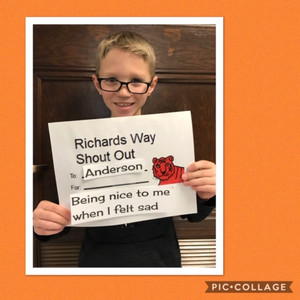 Richards Way
Shout Out
To: Anderson
For:
Being nice to me
when I felt sad
PIC•COLLAGE